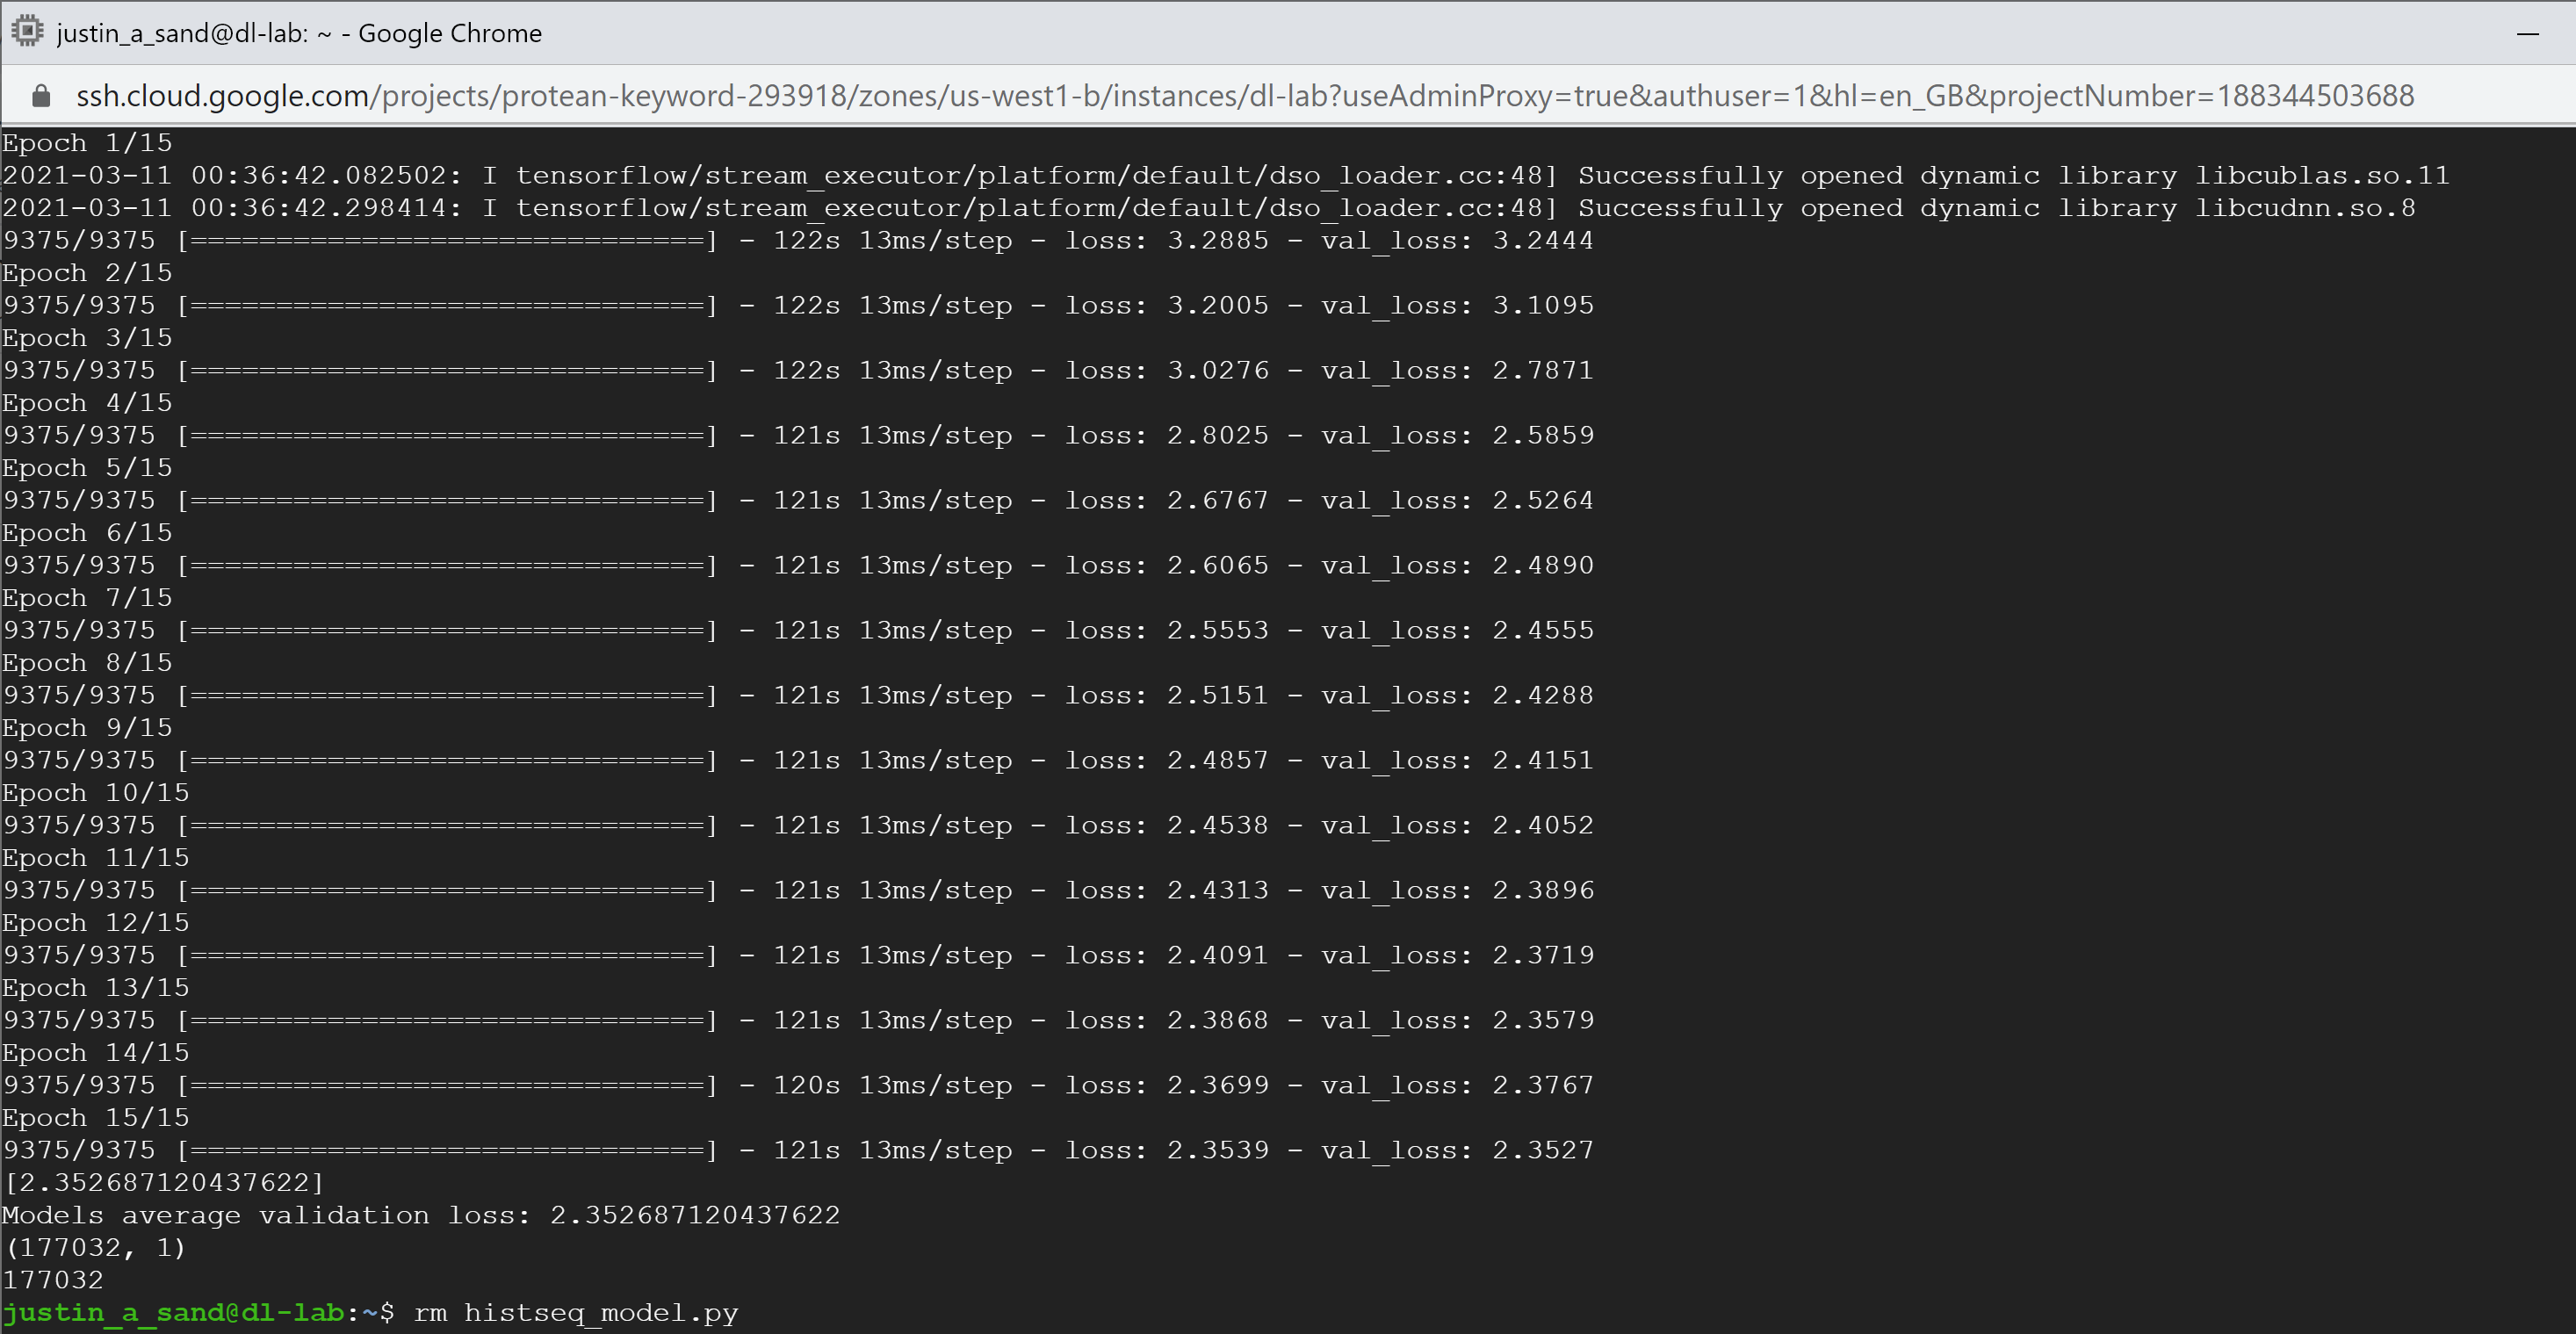 justin_a_sand@dl-lab: ~ - Google Chrome
ssh.cloud.google.com/projects/protean-keyword-293918/zones/us-west1-b/instances/dl-lab?useAdminProxy=true&authuser=1&hl=en_GB&projectNumber=188344503688
Epoch 1/15
2021-03-11 00:36:42.082502: I tensorflow/stream_executor/platform/default/dso_loader.cc:48] Successfully opened dynamic library libcublas.so.11
2021-03-11 00:36:42.298414: I tensorflow/stream_executor/platform/default/dso_loader.cc:48] Successfully opened dynamic library libcudnn.so.8
9375/9375 [==============================] - 122s 13ms/step - loss: 3.2885 - val_loss: 3.2444
Epoch 2/15
9375/9375 [==============================] - 122s 13ms/step - loss: 3.2005 - val_loss: 3.1095
Epoch 3/15
9375/9375 [==============================] - 122s 13ms/step - loss: 3.0276 - val_loss: 2.7871
Epoch 4/15
9375/9375 [==============================] - 121s 13ms/step - loss: 2.8025 - val_loss: 2.5859
Epoch 5/15
9375/9375 [==============================] - 121s 13ms/step - loss: 2.6767 - val_loss: 2.5264
Epoch 6/15
9375/9375 [==============================] - 121s 13ms/step - loss: 2.6065 - val_loss: 2.4890
Epoch 7/15
9375/9375 [==============================] - 121s 13ms/step - loss: 2.5553 - val_loss: 2.4555
Epoch 8/15
9375/9375 [==============================] - 121s 13ms/step - loss: 2.5151 - val_loss: 2.4288
Epoch 9/15
9375/9375 [==============================] - 121s 13ms/step - loss: 2.4857 - val_loss: 2.4151
Epoch 10/15
9375/9375 [==============================] - 121s 13ms/step - loss: 2.4538 - val_loss: 2.4052
Epoch 11/15
9375/9375 [==============================] - 121s 13ms/step - loss: 2.4313 - val_loss: 2.3896
Epoch 12/15
9375/9375 [==============================] - 121s 13ms/step - loss: 2.4091 - val_loss: 2.3719
Epoch 13/15
9375/9375 [==============================] - 121s 13ms/step - loss: 2.3868 - val_loss: 2.3579
Epoch 14/15
9375/9375 [==============================] - 120s 13ms/step - loss: 2.3699 - val_loss: 2.3767
Epoch 15/15
9375/9375 [==============================] - 121s 13ms/step - loss: 2.3539 - val_loss: 2.3527
[2.352687120437622]
Models average validation loss: 2.352687120437622
(177032, 1)
177032
justin_a_sand@dl-lab:~$ rm histseq_model.py